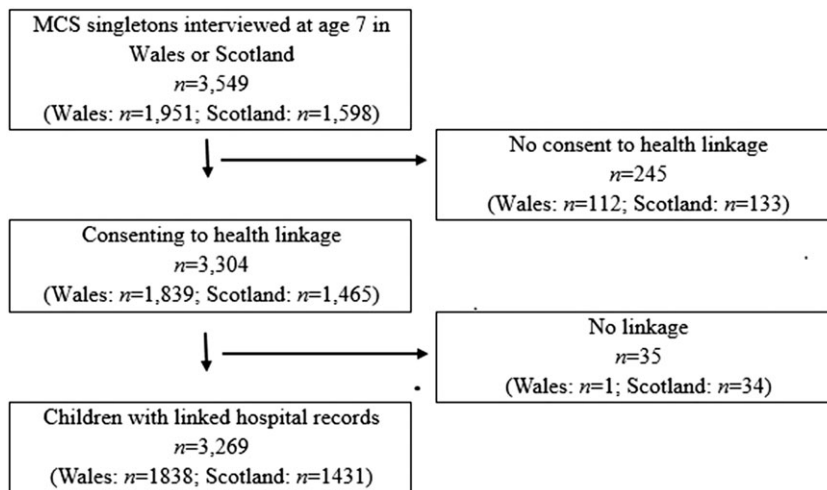 MCS singletons interviewed at age 7 in
Wales or Scotland
n=3,549
(Wales: n=1,951; Scotland: n=1,598)
No consent to health linkage
n=245
(Wales: n=112; Scotland: n=133)
Consenting to health linkage
n=3,304
(Wales: n=1,839; Scotland: n=1,465)
No linkage
n=35
(Wales: n=1; Scotland: n=34)
Children with linked hospital records
n=3,269
(Wales: n=1838; Scotland: n=1431)